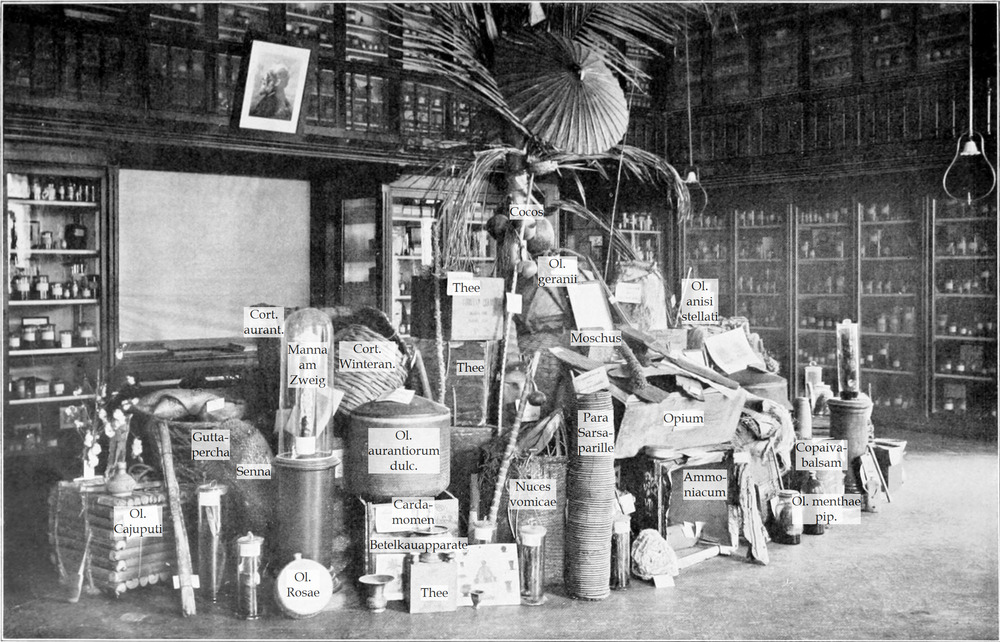 Cocos
Ol.
geranii
Thee
Ol.
anisi
stellati
Cort.
aurant.
Moschus
Manna
am
Zweig
Cort.
Winteran.
Thee
Para
Sarsa-
parille
Opium
Gutta-
percha
Ol.
aurantiorum
dulc.
Copaiva-
balsam
Senna
Ammo-
niacum
Nuces
vomicae
Carda-
momen
Ol. menthae
pip.
Ol.
Cajuputi
Betelkauapparate
Ol.
Rosae
Thee